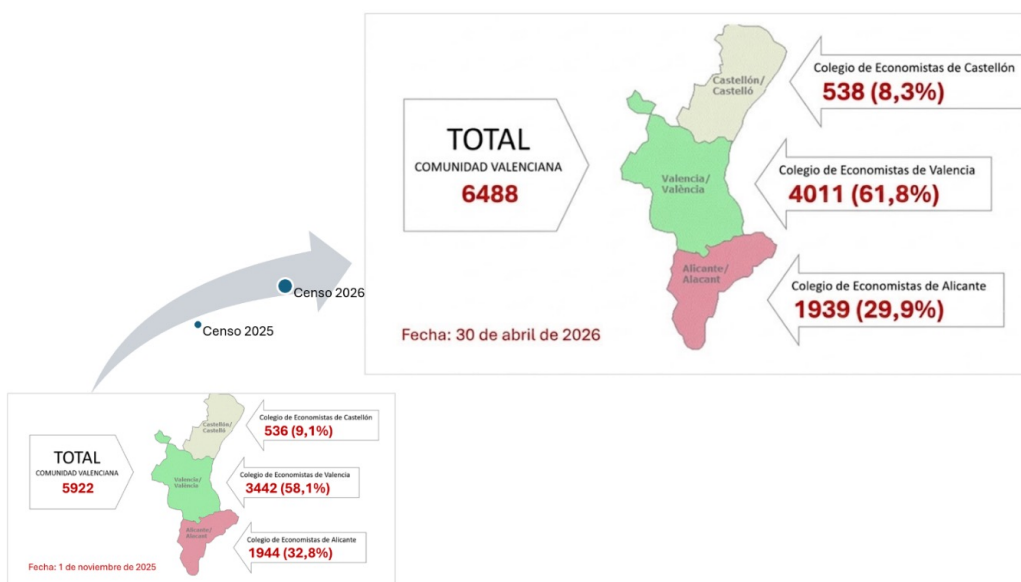 Colegio de Economistas de Castellón
538 (8,3%)
Castellón/
Castelló
TOTAL
COMUNIDAD VALENCIANA
6488
Colegio de Economistas de Valencia
4011 (61,8%)
Valencia/
València
Alicante/
Alacant
Colegio de Economistas de Alicante
1939 (29,9%)
Fecha: 30 de abril de 2026
Censo 2026
Censo 2025
Colegio de Economistas de Castellón
536 (9,1%)
Castellón/
Castelló
TOTAL
COMUNIDAD VALENCIANA
5922
Colegio de Economistas de Valencia
3442 (58,1%)
Valencia/
València
Alicante/
Alacant
Colegio de Economistas de Alicante
1944 (32,8%)
Fecha: 1 de noviembre de 2025